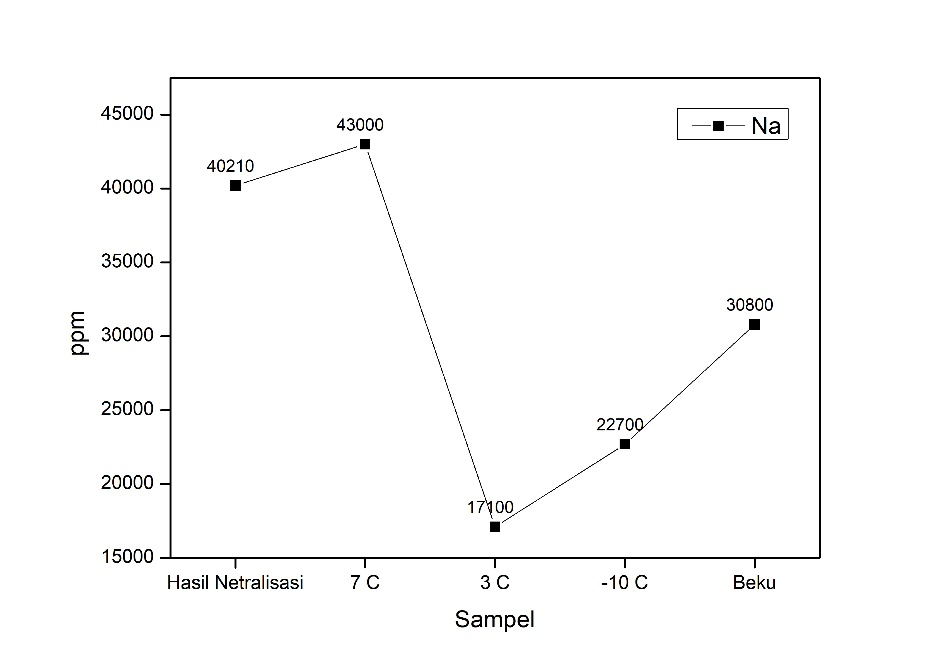 45000
40000
35000
30000
25000
20000
15000
ppm
40210
43000
17100
22700
30800
Na
Hasil Netralisasi
7 C
3 C
-10 C
Beku
Sampel